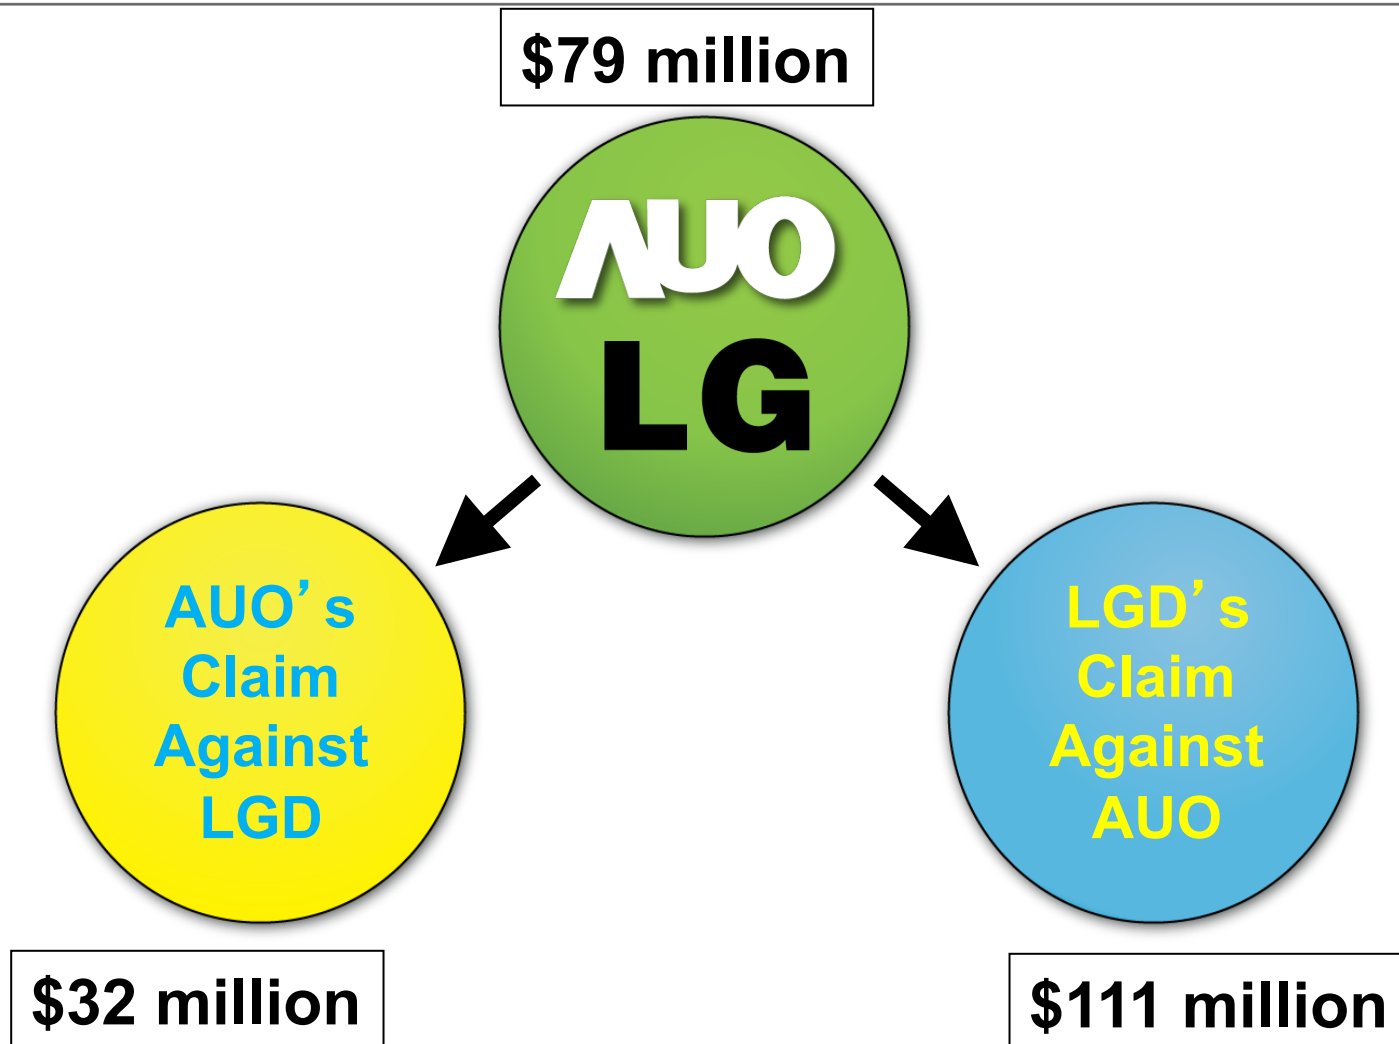 $79 million
AUO
LG
AUO’s
Claim
Against
LGD
LGD’s
Claim
Against
AUO
$32 million
$111 million